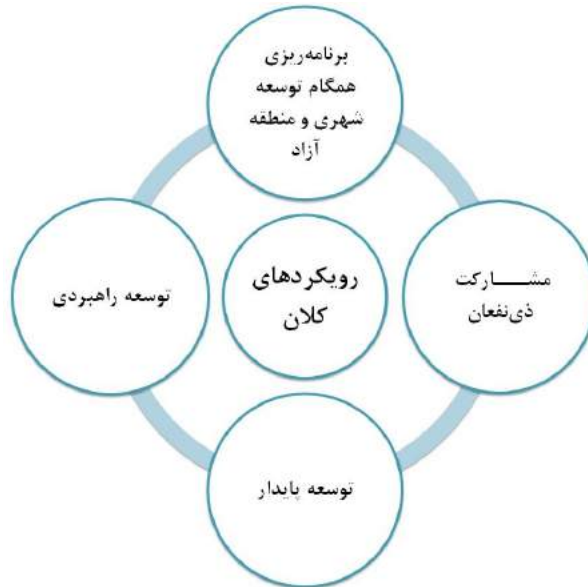 برنامه‌ریزی
همگام توسعه
شهری و منطقه
آزاد
مشـــــارکت
ذی‌نفعان
رویکردهای
کلان
توسعه راهبردی
توسعه پایدار